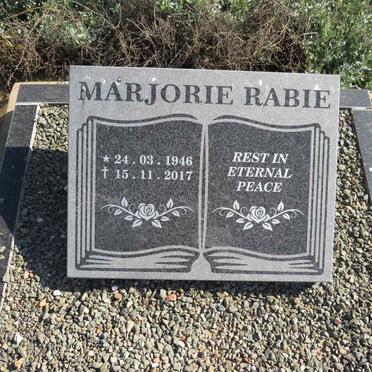 MARJORIE RABIE
★ 24.03.1946
† 15.11.2017
REST IN
ETERNAL
PEACE